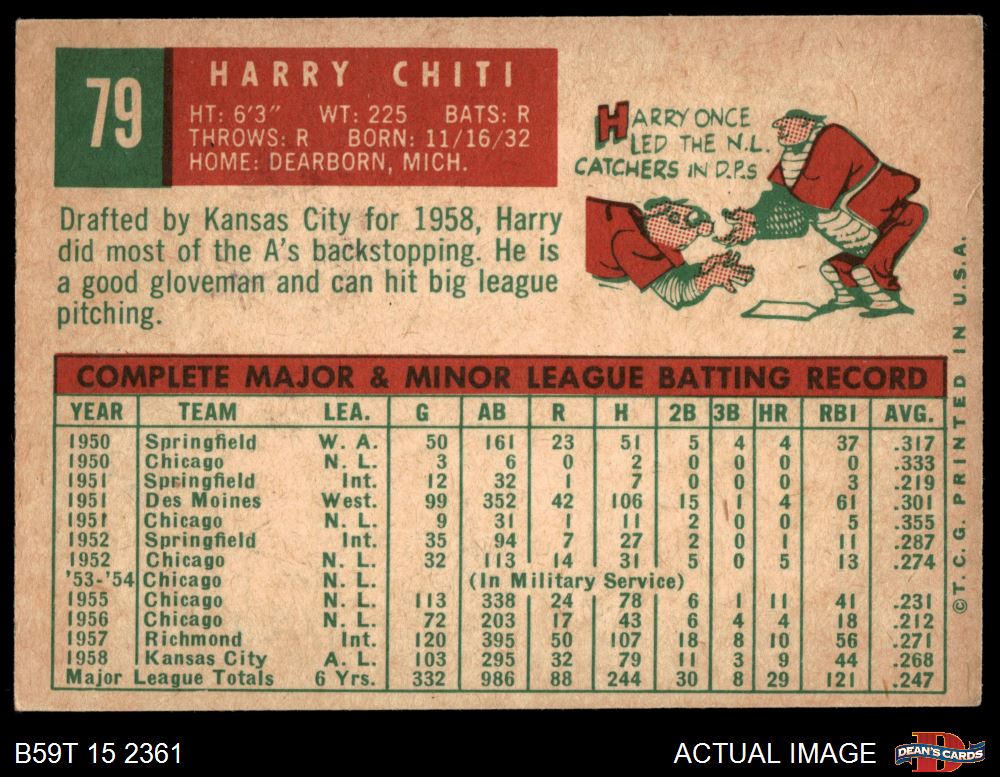 79
HARRY CHITI
HT: 6'3" WT: 225 BATS: R
THROWS: R BORN: 11/16/32
HOME: DEARBORN, MICH.
HARRY ONCE
LED THE N.L.
CATCHERS IN D.P.S
Drafted by Kansas City for 1958, Harry
did most of the A's backstopping. He is
a good gloveman and can hit big league
pitching.
COMPLETE MAJOR & MINOR LEAGUE BATTING RECORD
YEAR TEAM LEA. G AB R H 2B 3B HR RBI AVG.
1950 Springfield W. A. 50 161 23 51 5 4 4 37 .317
1950 Chicago N. L. 3 6 0 2 0 0 0 0 .333
1951 Springfield Int. 12 32 1 7 0 0 0 3 .219
1951 Des Moines West. 99 352 42 106 15 1 4 61 .301
1951 Chicago N. L. 9 31 1 11 2 0 0 5 .355
1952 Springfield Int. 35 94 7 27 2 0 1 11 .287
1952 Chicago N. L. 32 113 14 31 5 0 5 13 .274
'53-'54 Chicago N. L. (In Military Service)
1955 Chicago N. L. 113 338 24 78 6 1 11 41 .231
1956 Chicago N. L. 72 203 17 43 6 4 4 18 .212
1957 Richmond Int. 120 395 50 107 18 8 10 56 .271
1958 Kansas City A. L. 103 295 32 79 11 3 9 44 .268
Major League Totals 6 Yrs. 332 986 88 244 30 8 29 121 .247
©T.C.G. PRINTED IN U.S.A.
B59T 15 2361
ACTUAL IMAGE
D
DEAN'S CARDS